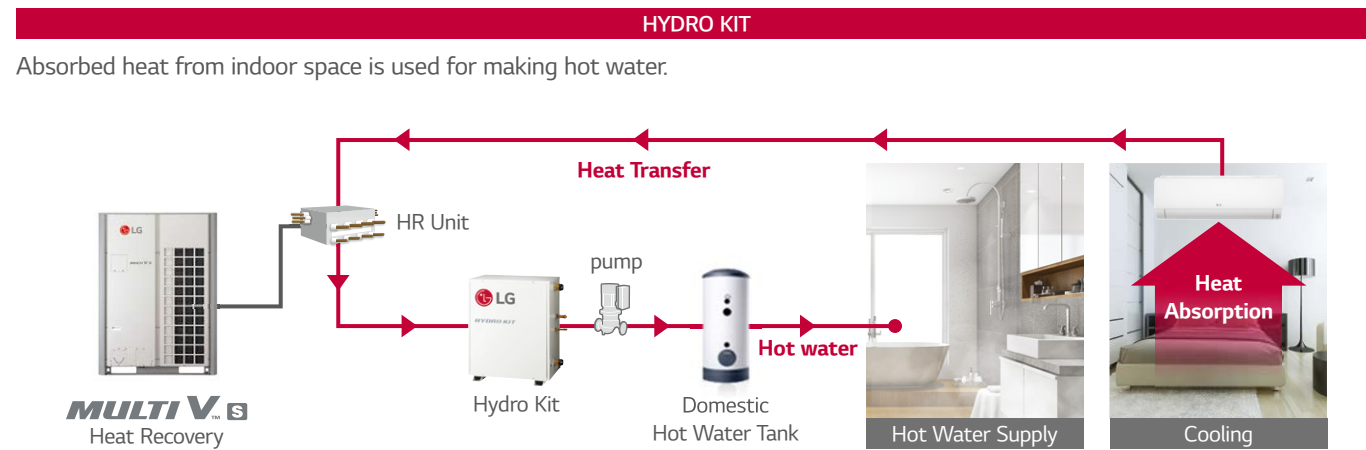 HYDRO KIT
Absorbed heat from indoor space is used for making hot water.
Heat Transfer
HR Unit
LG
pump
LG
HYDRO KIT
Heat
Absorption
Hot water
MULTI V™ S
Heat Recovery
Hydro Kit
Domestic
Hot Water Tank
Hot Water Supply
Cooling